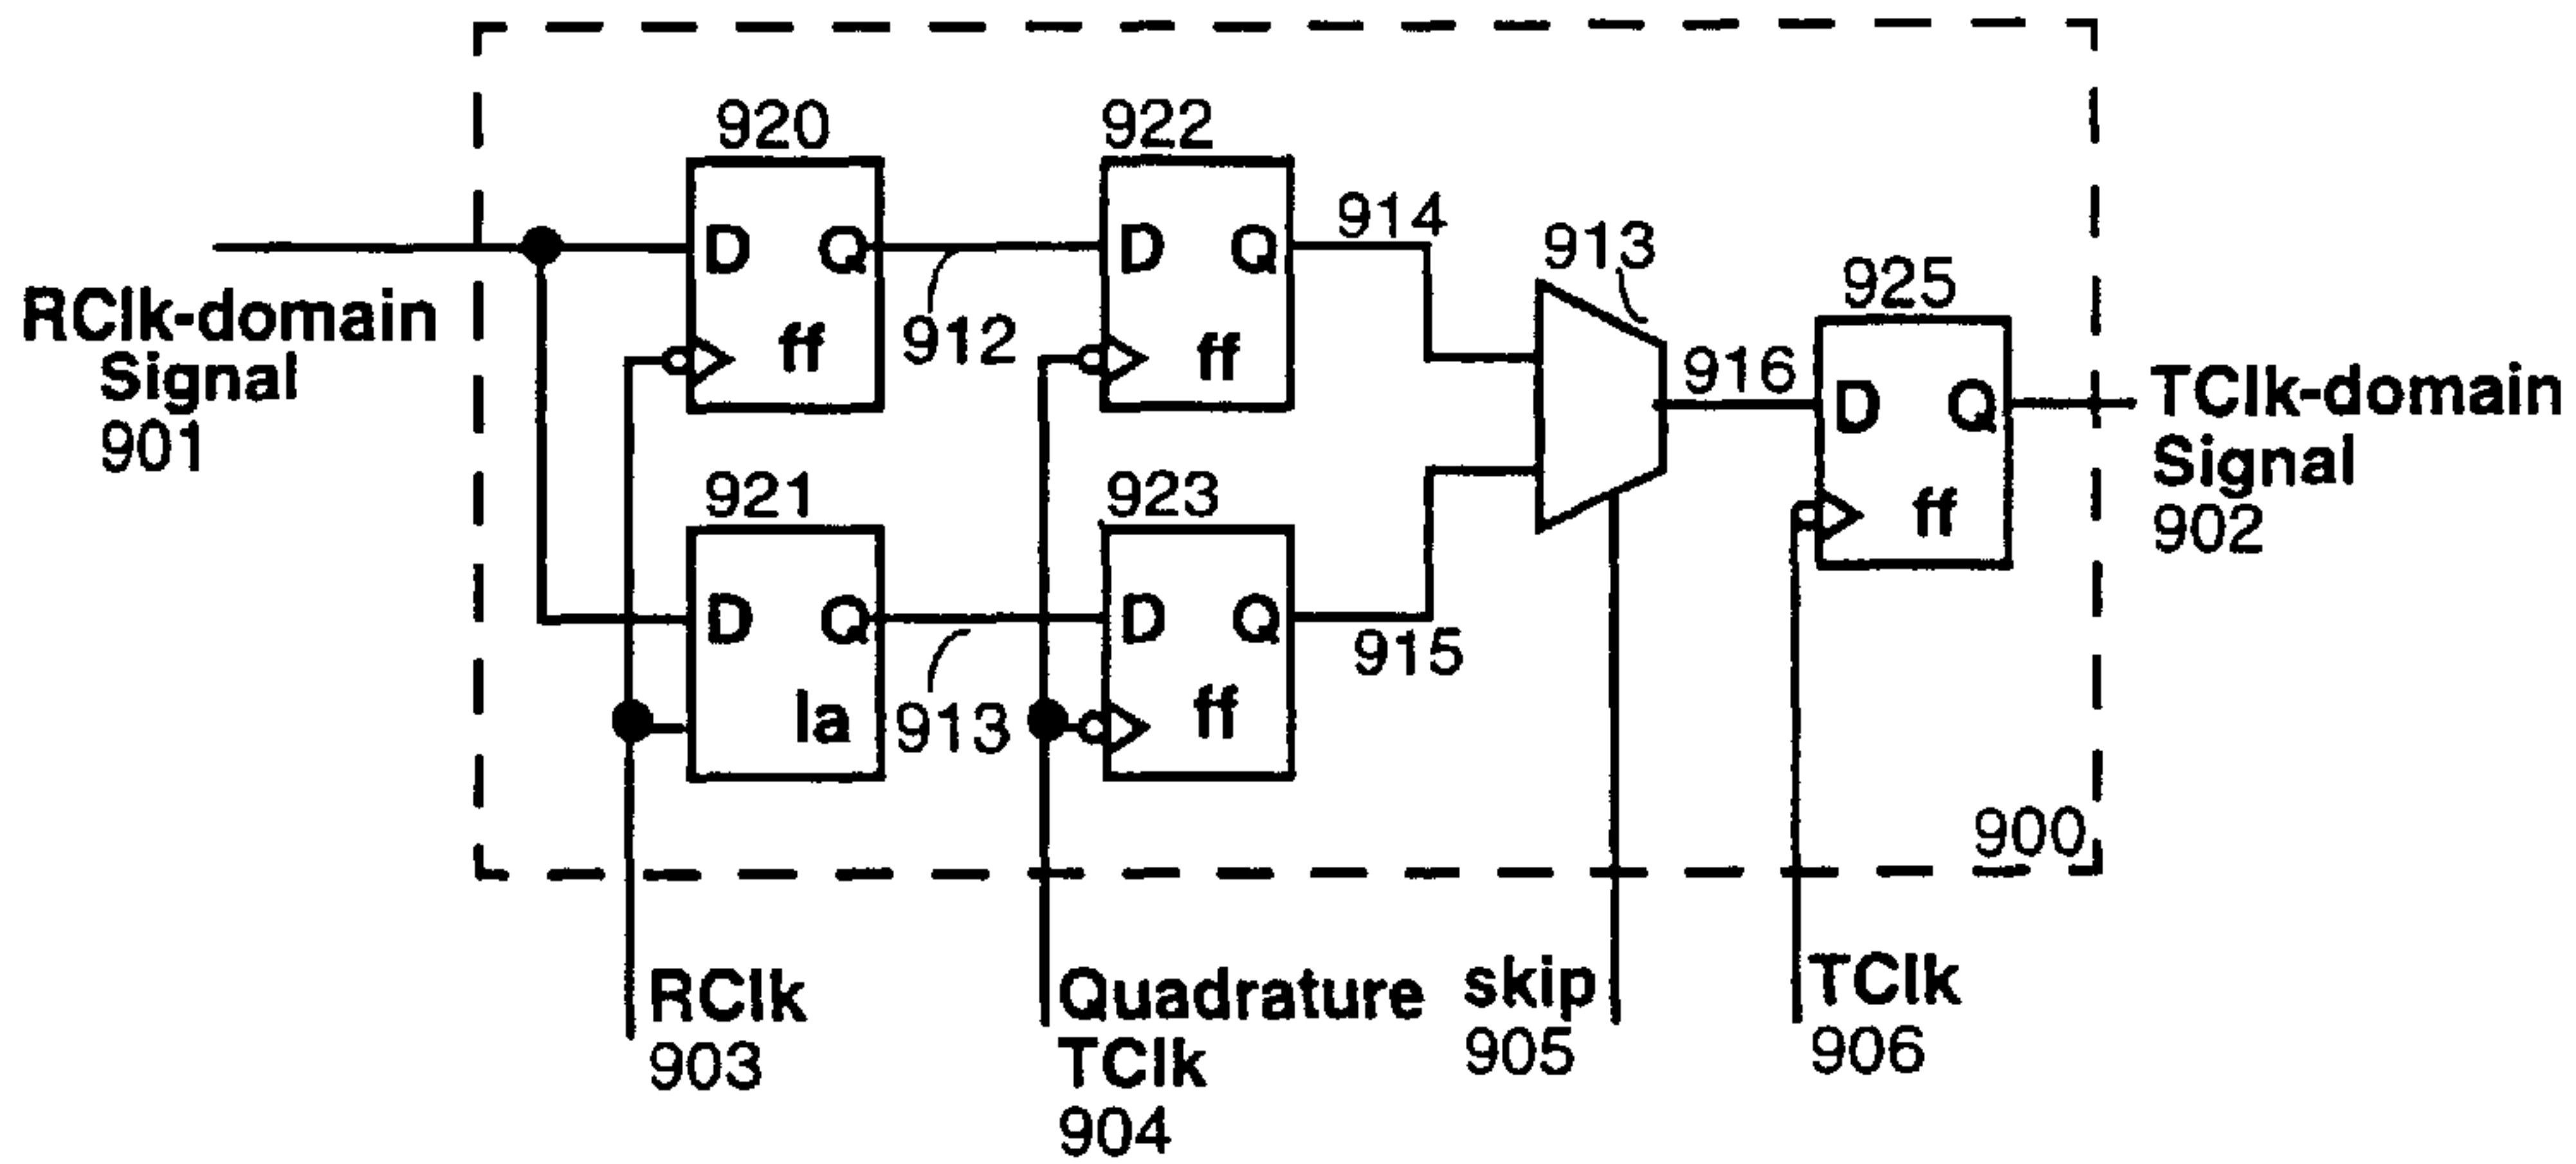 920
922
914
913
925
D Q
D Q
RClk-domain
Signal
901
ff
912
ff
916
D Q
TClk-domain
Signal
902
921
923
ff
D Q
D Q
915
la
913
ff
900
RClk
903
Quadrature
TClk
904
skip
905
TClk
906